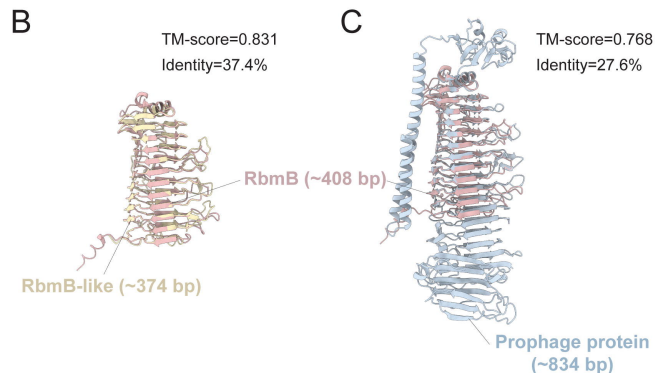 B
TM-score=0.831
Identity=37.4%
C
TM-score=0.768
Identity=27.6%
RbmB (~408 bp)
RbmB-like (~374 bp)
Prophage protein
(~834 bp)